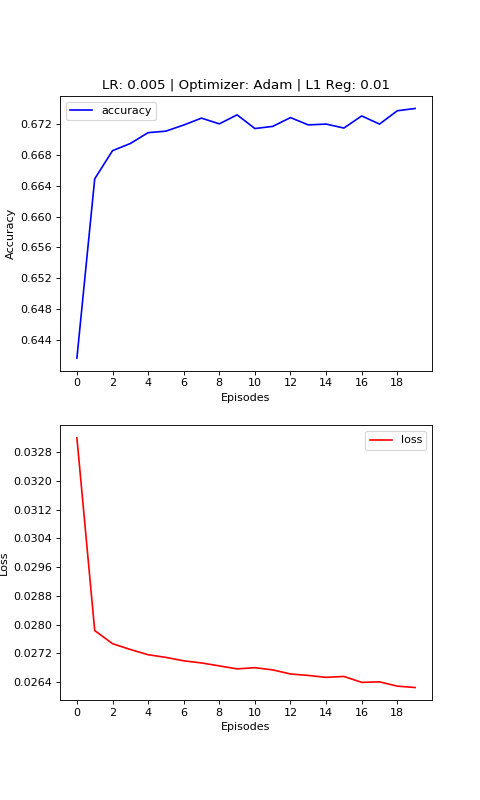 LR: 0.005 | Optimizer: Adam | L1 Reg: 0.01
accuracy
0.672
0.668
0.664
0.660
0.656
0.652
0.648
0.644
Accuracy
0 2 4 6 8 10 12 14 16 18
Episodes
loss
0.0328
0.0320
0.0312
0.0304
0.0296
0.0288
0.0280
0.0272
0.0264
Loss
0 2 4 6 8 10 12 14 16 18
Episodes